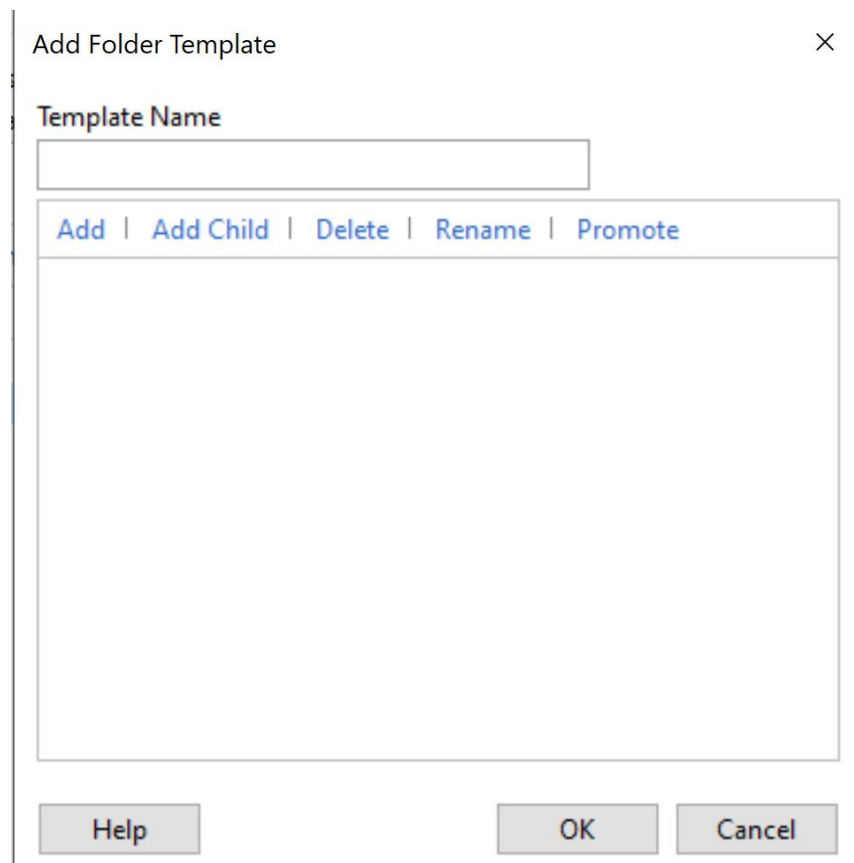 Add Folder Template
Template Name
Add | Add Child | Delete | Rename | Promote
Help OK Cancel